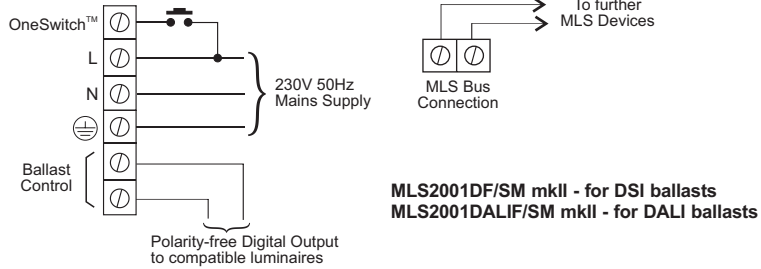 OneSwitch™
L
N
230V 50Hz
Mains Supply
Ballast
Control
Polarity-free Digital Output
to compatible luminaires
To further
MLS Devices
MLS Bus
Connection
MLS2001DF/SM mkII - for DSI ballasts
MLS2001DALIF/SM mkII - for DALI ballasts